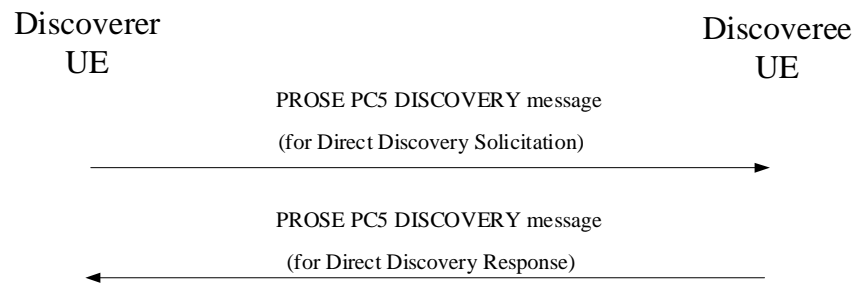 Discoverer
UE
Discoveree
UE
PROSE PC5 DISCOVERY message
(for Direct Discovery Solicitation)
PROSE PC5 DISCOVERY message
(for Direct Discovery Response)